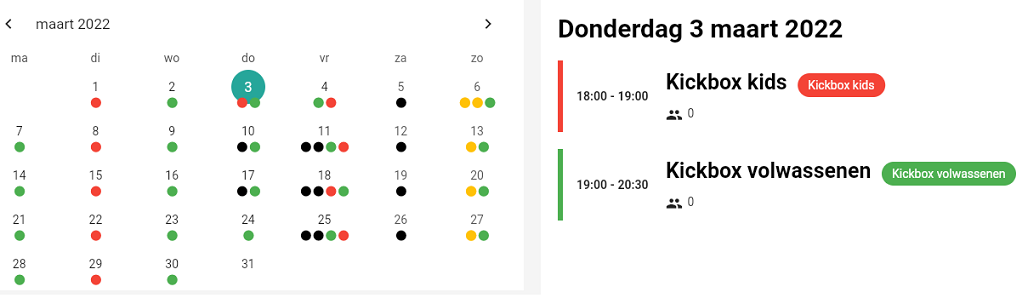 maart 2022
ma di wo do vr za zo
1 2 3 4 5 6
7 8 9 10 11 12 13
14 15 16 17 18 19 20
21 22 23 24 25 26 27
28 29 30 31
Donderdag 3 maart 2022
18:00 - 19:00 Kickbox kids Kickbox kids
0
19:00 - 20:30 Kickbox volwassenen Kickbox volwassenen
0